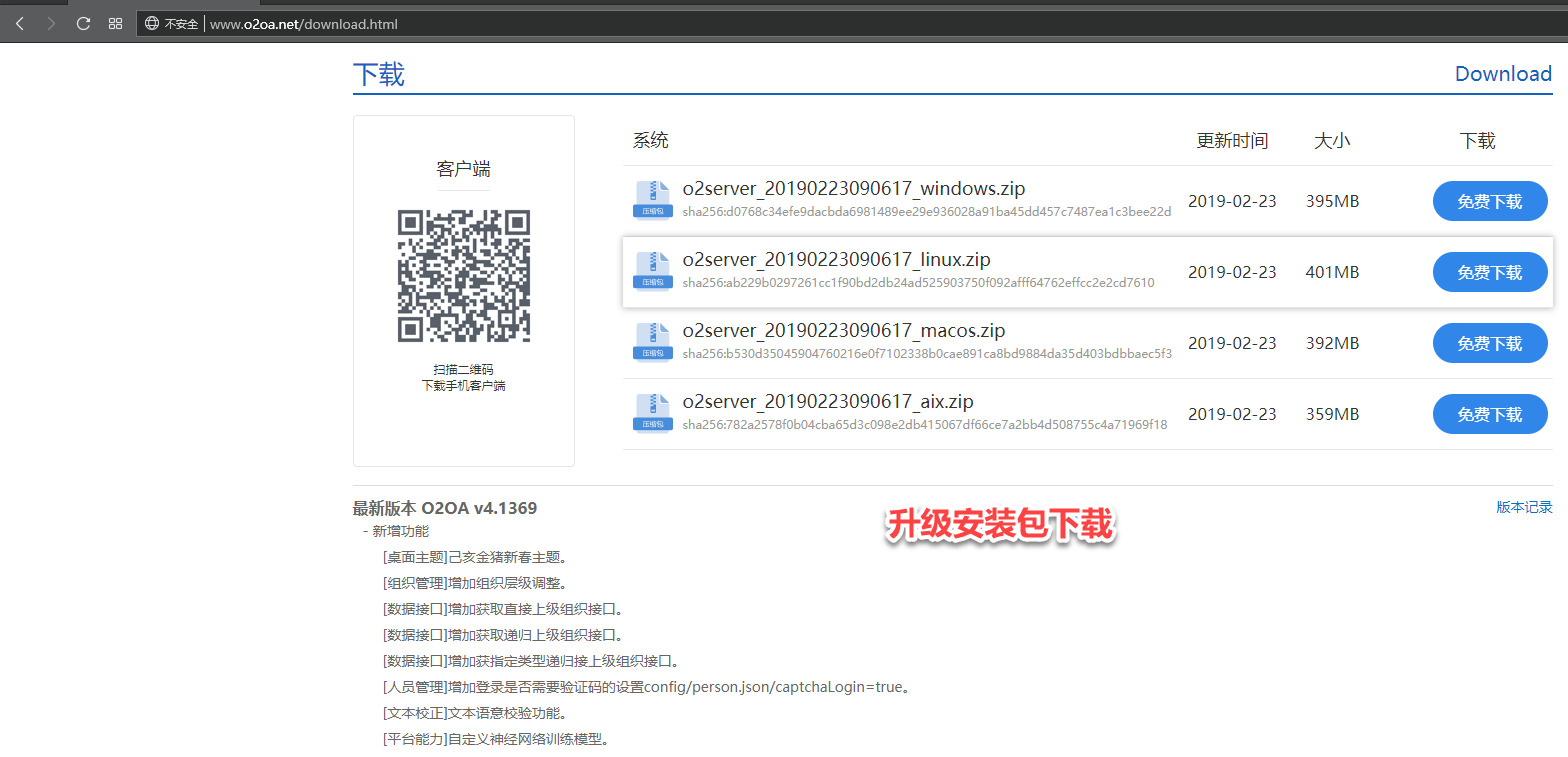 不安全 www.o2oa.net/download.html
下载 Download
客户端
扫描二维码
下载手机客户端
系统 更新时间 大小 下载
压缩包 o2server_20190223090617_windows.zip 2019-02-23 395MB 免费下载
sha256:d0768c34efe9dacbda6981489ee29e936028a91ba45dd457c7487ea1c3bee22d
压缩包 o2server_20190223090617_linux.zip 2019-02-23 401MB 免费下载
sha256:ab229b0297261cc1f90bd2db24ad525903750f092afff64762effcc2e2cd7610
压缩包 o2server_20190223090617_macos.zip 2019-02-23 392MB 免费下载
sha256:b530d35045904760216e0f7102338b0cae891ca8bd9884da35d403bdbbaec5f3
压缩包 o2server_20190223090617_aix.zip 2019-02-23 359MB 免费下载
sha256:782a2578f0b04cba65d3c098e2db415067df66ce7a2bb4d508755c4a71969f18
最新版本 O2OA v4.1369 版本记录
升级安装包下载
- 新增功能
[桌面主题]己亥金猪新春主题。
[组织管理]增加组织层级调整。
[数据接口]增加获取直接上级组织接口。
[数据接口]增加获取递归上级组织接口。
[数据接口]增加获指定类型递归接上级组织接口。
[人员管理]增加登录是否需要验证码的设置config/person.json/captchaLogin=true。
[文本校正]文本语意校验功能。
[平台能力]自定义神经网络训练模型。